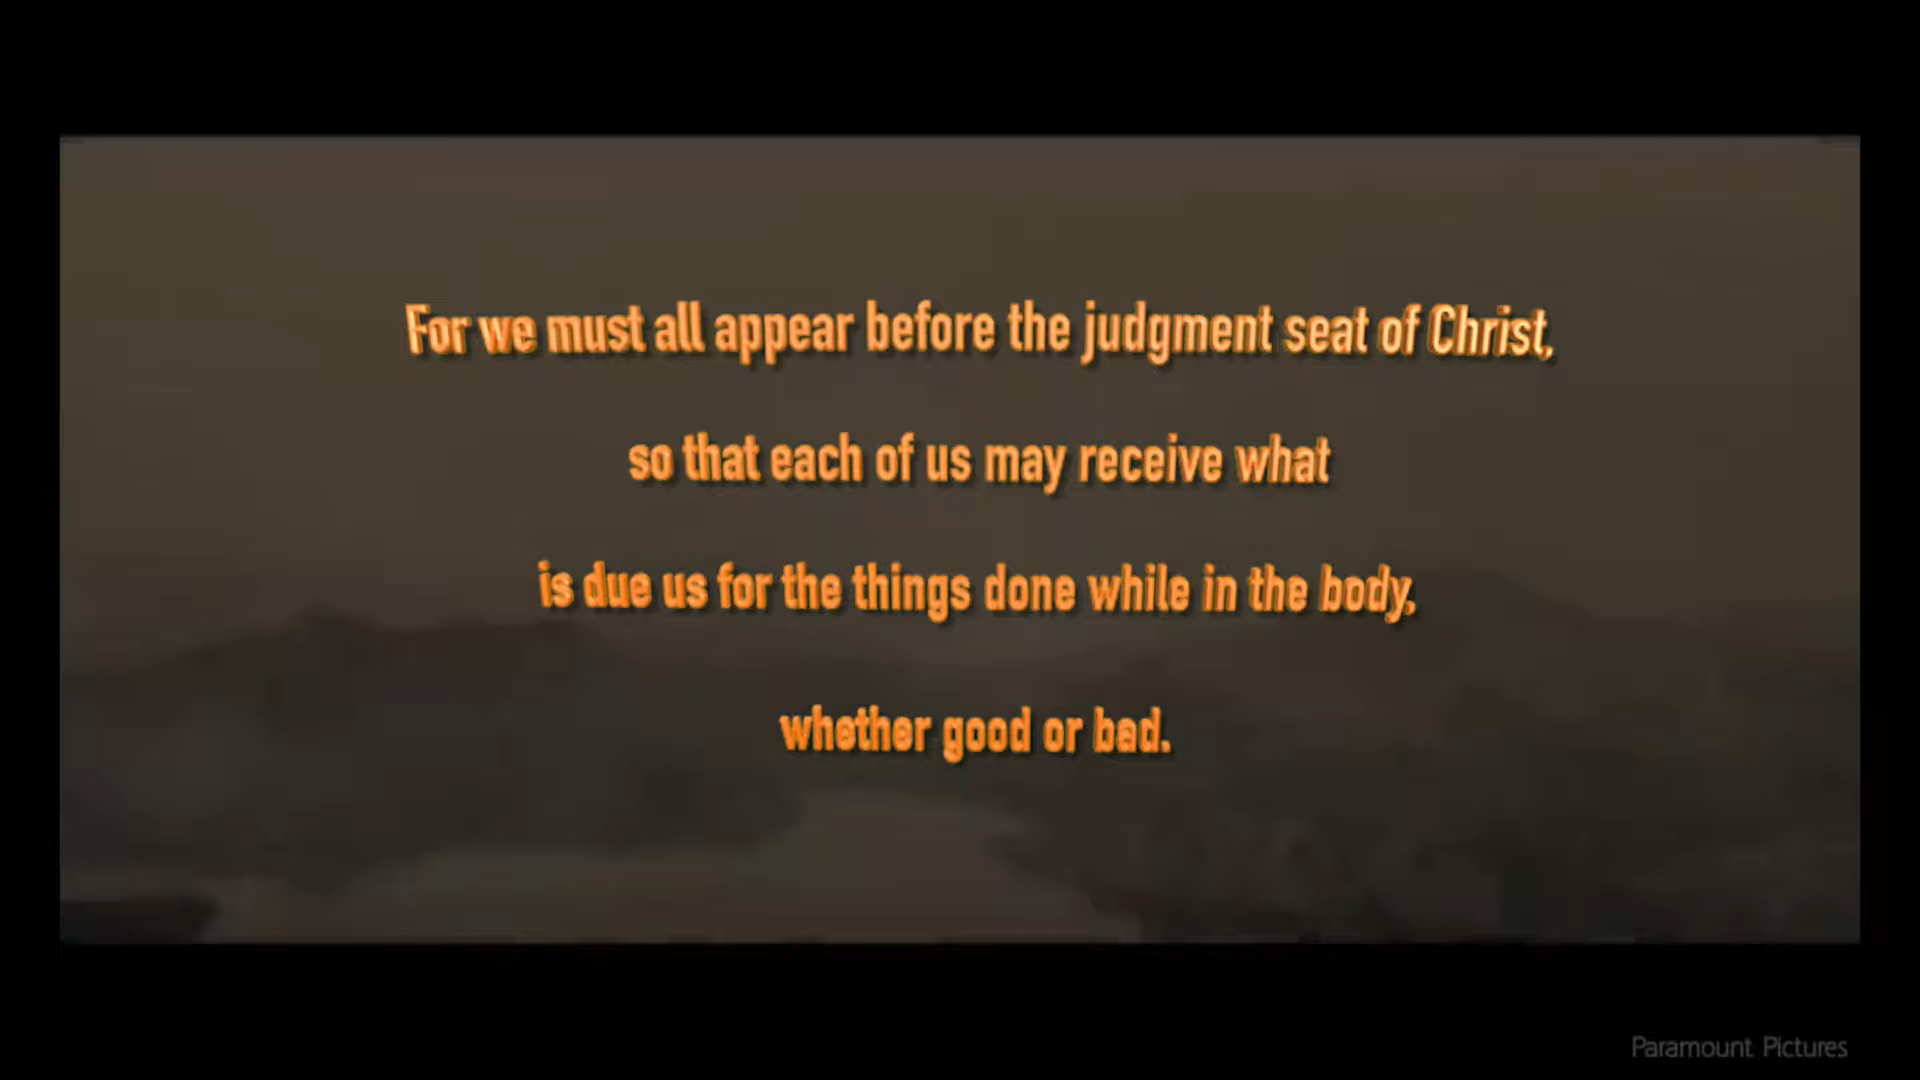 For we must all appear before the judgment seat of Christ,
so that each of us may receive what
is due us for the things done while in the body,
whether good or bad.
Paramount Pictures